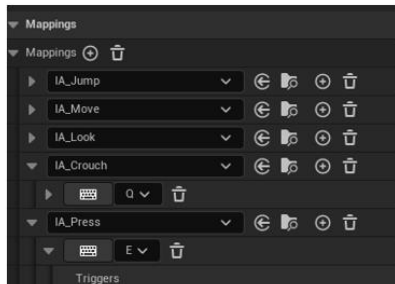 Mappings
Mappings
IA_Jump
IA_Move
IA_Look
IA_Crouch
Q
IA_Press
E
Triggers